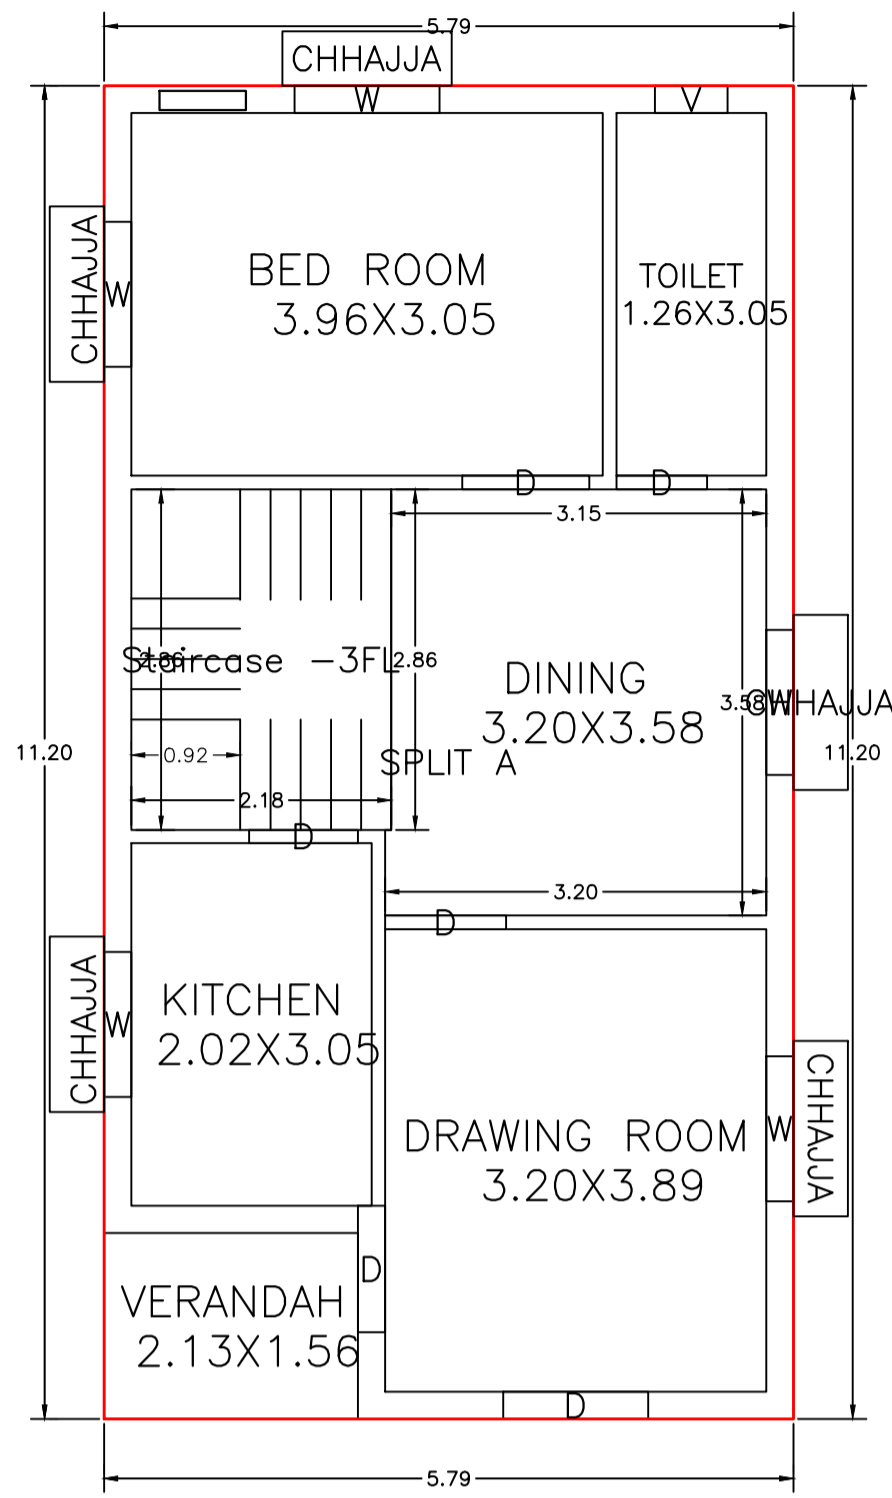 5.79
CHHAJJA
W
V
CHHAJJA
W
BED ROOM
3.96X3.05
TOILET
1.26X3.05
D
D
3.15
Staircase -3FL
2.86
2.86
DINING
3.20X3.58
3.58
W
CHHAJJA
11.20
11.20
0.92
SPLIT A
2.18
D
3.20
D
CHHAJJA
W
KITCHEN
2.02X3.05
DRAWING ROOM
3.20X3.89
W
CHHAJJA
D
VERANDAH
2.13X1.56
D
5.79